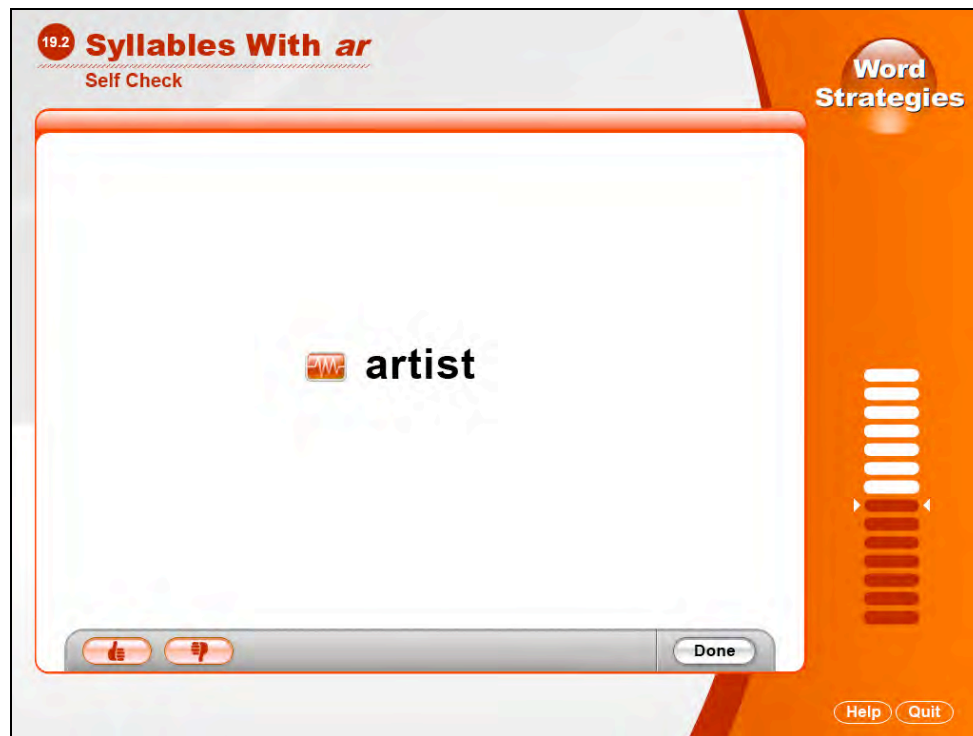 19.2 Syllables With ar
Self Check
Word
Strategies
artist
Done
Help Quit